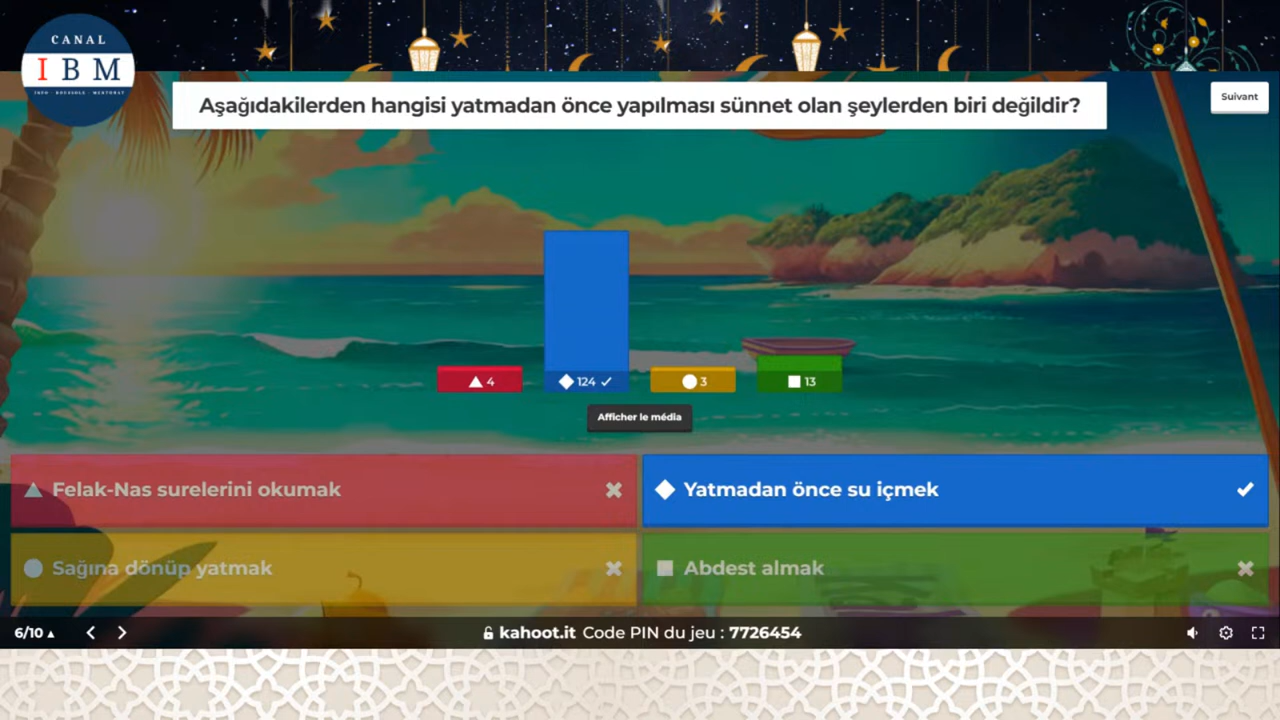 CANAL
IBM
Aşağıdakilerden hangisi yatmadan önce yapılması sünnet olan şeylerden biri değildir?
Suivant
4
124
3
13
Afficher le média
Felak-Nas surelerini okumak
Yatmadan önce su içmek
Sağına dönüp yatmak
Abdest almak
6/10
kahoot.it Code PIN du jeu : 7726454